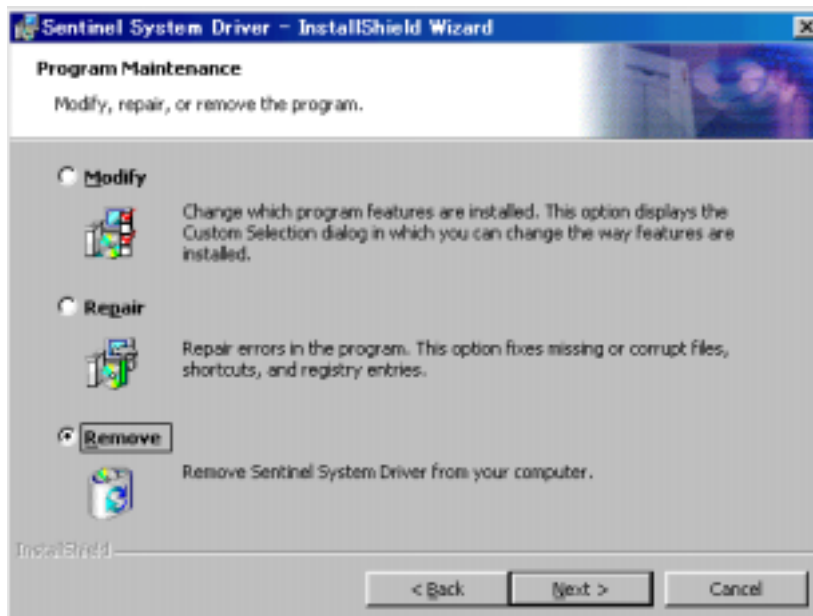 Sentinel System Driver - InstallShield Wizard
Program Maintenance
Modify, repair, or remove the program.
Modify
Change which program features are installed. This option displays the
Custom Selection dialog in which you can change the way features are
installed.
Repair
Repair errors in the program. This option fixes missing or corrupt files,
shortcuts, and registry entries.
Remove
Remove Sentinel System Driver from your computer.
InstallShield
< Back
Next >
Cancel